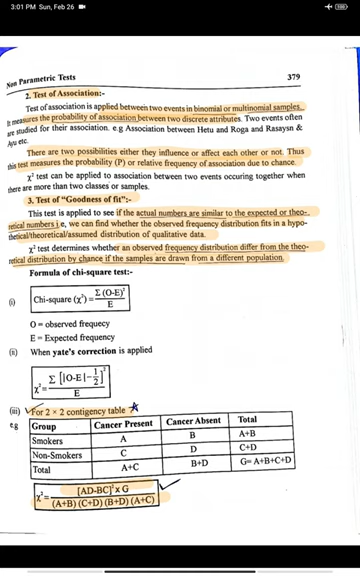 3:01 PM Sun, Feb 26
Non Parametric Tests 379
2. Test of Association:-
Test of association is applied between two events in binomial or multinomial samples.
It measures the probability of association between two discrete attributes. Two events often
are studied for their association. e.g Association between Hetu and Roga and Rasaysn &
Ayu etc.
There are two possibilities either they influence or affect each other or not. Thus
this test measures the probability (P) or relative frequency of association due to chance.
χ² test can be applied to association between two events occuring together when
there are more than two classes or samples.
3. Test of "Goodness of fit":-
This test is applied to see if the actual numbers are similar to the expected or theo-
retical numbers i.e, we can find whether the observed frequency distribution fits in a hypo-
thetical/theoretical/assumed distribution of qualitative data.
χ² test determines whether an observed frequency distribution differ from the theo-
retical distribution by chance if the samples are drawn from a different population.
Formula of chi-square test:-
(i) Chi-square (χ²) = Σ (O-E)² / E
O = observed frequecy
E = Expected frequency
(ii) When yate's correction is applied
χ² = Σ [|O-E| - 1/2]² / E
(iii) For 2 × 2 contigency table
e.g Group Cancer Present Cancer Absent Total
Smokers A B A+B
Non-Smokers C D C+D
Total A+C B+D G= A+B+C+D
χ² = [AD-BC]² x G / (A+B) (C+D) (B+D) (A+C)